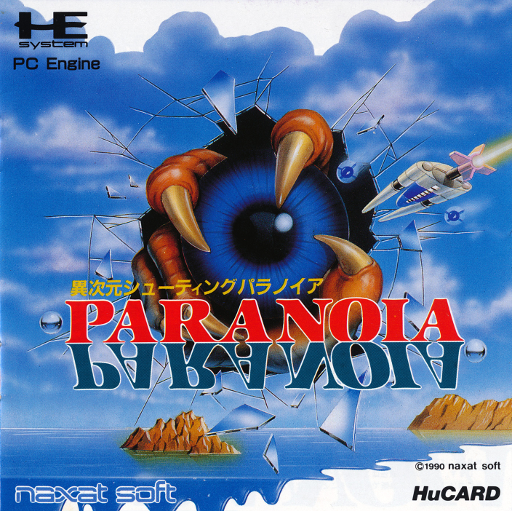 HE
system
PC Engine
異次元シューティングパラノイア
PARANOIA
PARANOIA
©1990 naxat soft
naxat soft
HuCARD